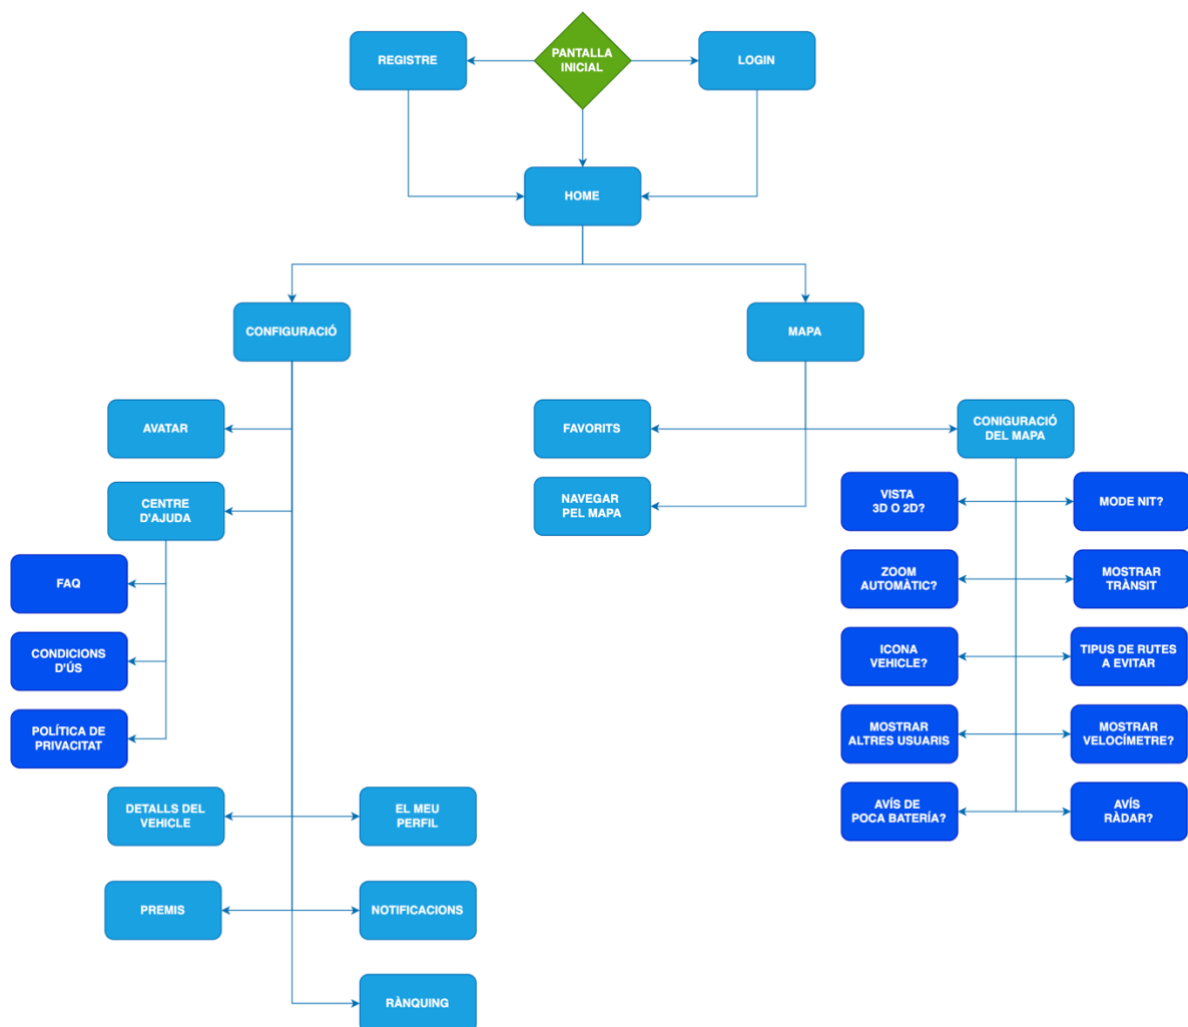 REGISTRE
PANTALLA
INICIAL
LOGIN
HOME
CONFIGURACIÓ
MAPA
AVATAR
FAVORITS
CONIGURACIÓ
DEL MAPA
CENTRE
D'AJUDA
NAVEGAR
PEL MAPA
VISTA
3D O 2D?
MODE NIT?
FAQ
ZOOM
AUTOMÀTIC?
MOSTRAR
TRÀNSIT
CONDICIONS
D'ÚS
ICONA
VEHICLE?
TIPUS DE RUTES
A EVITAR
POLÍTICA DE
PRIVACITAT
MOSTRAR
ALTRES USUARIS
MOSTRAR
VELOCÍMETRE?
DETALLS DEL
VEHICLE
EL MEU
PERFIL
AVÍS DE
POCA BATERÍA?
AVÍS
RÀDAR?
PREMIS
NOTIFICACIONS
RÀNQUING